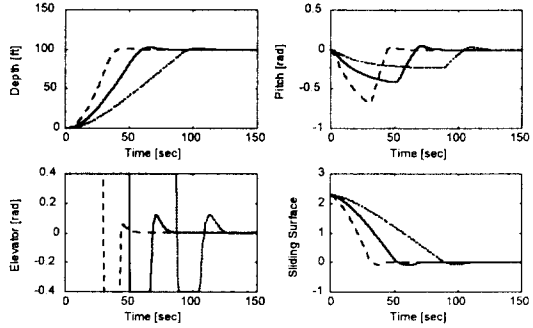 150
100
50
0
Depth [ft]
0 50 100 150
Time [sec]
0.5
0
-0.5
-1
Pitch [rad]
0 50 100 150
Time [sec]
0.4
0.2
0
-0.2
-0.4
Elevator [rad]
0 50 100 150
Time [sec]
3
2
1
0
-1
Sliding Surface
0 50 100 150
Time [sec]